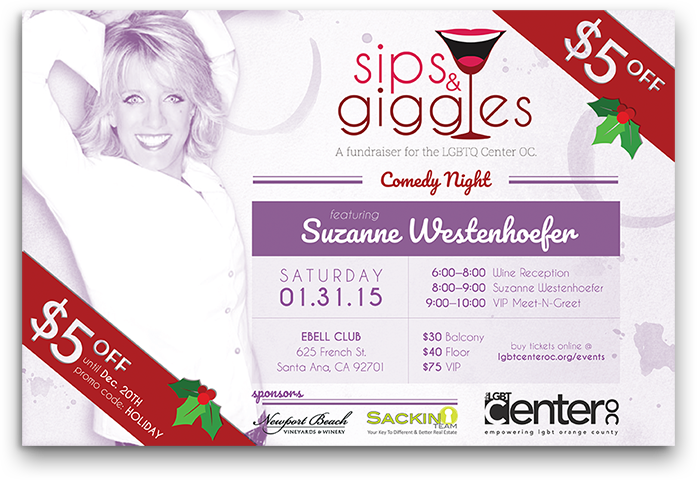 $5 OFF
sips &
giggles
A fundraiser for the LGBTQ Center OC.
Comedy Night
featuring
Suzanne Westenhoefer
SATURDAY
01.31.15
6:00–8:00 Wine Reception
8:00–9:00 Suzanne Westenhoefer
9:00–10:00 VIP Meet-N-Greet
EBELL CLUB
625 French St.
Santa Ana, CA 92701
$30 Balcony
$40 Floor
$75 VIP
buy tickets online @
lgbtcenteroc.org/events
$5 OFF
until Dec. 20TH
promo code: HOLIDAY
sponsors
Newport Beach
VINEYARDS & WINERY
SACKIN
TEAM
Your Key To Different & Better Real Estate
THE LGBT
center OC
empowering lgbt orange county